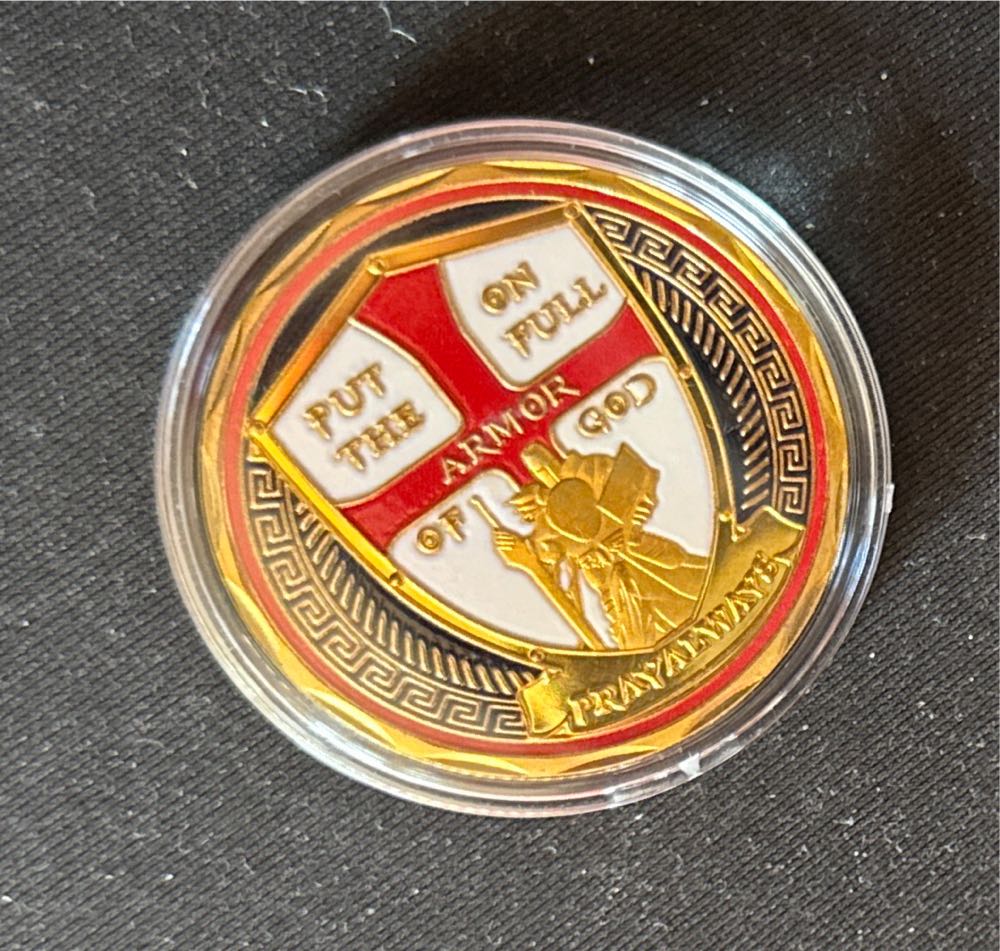 PUT ON
THE FULL
ARMOR
OF GOD
PRAY ALWAYS